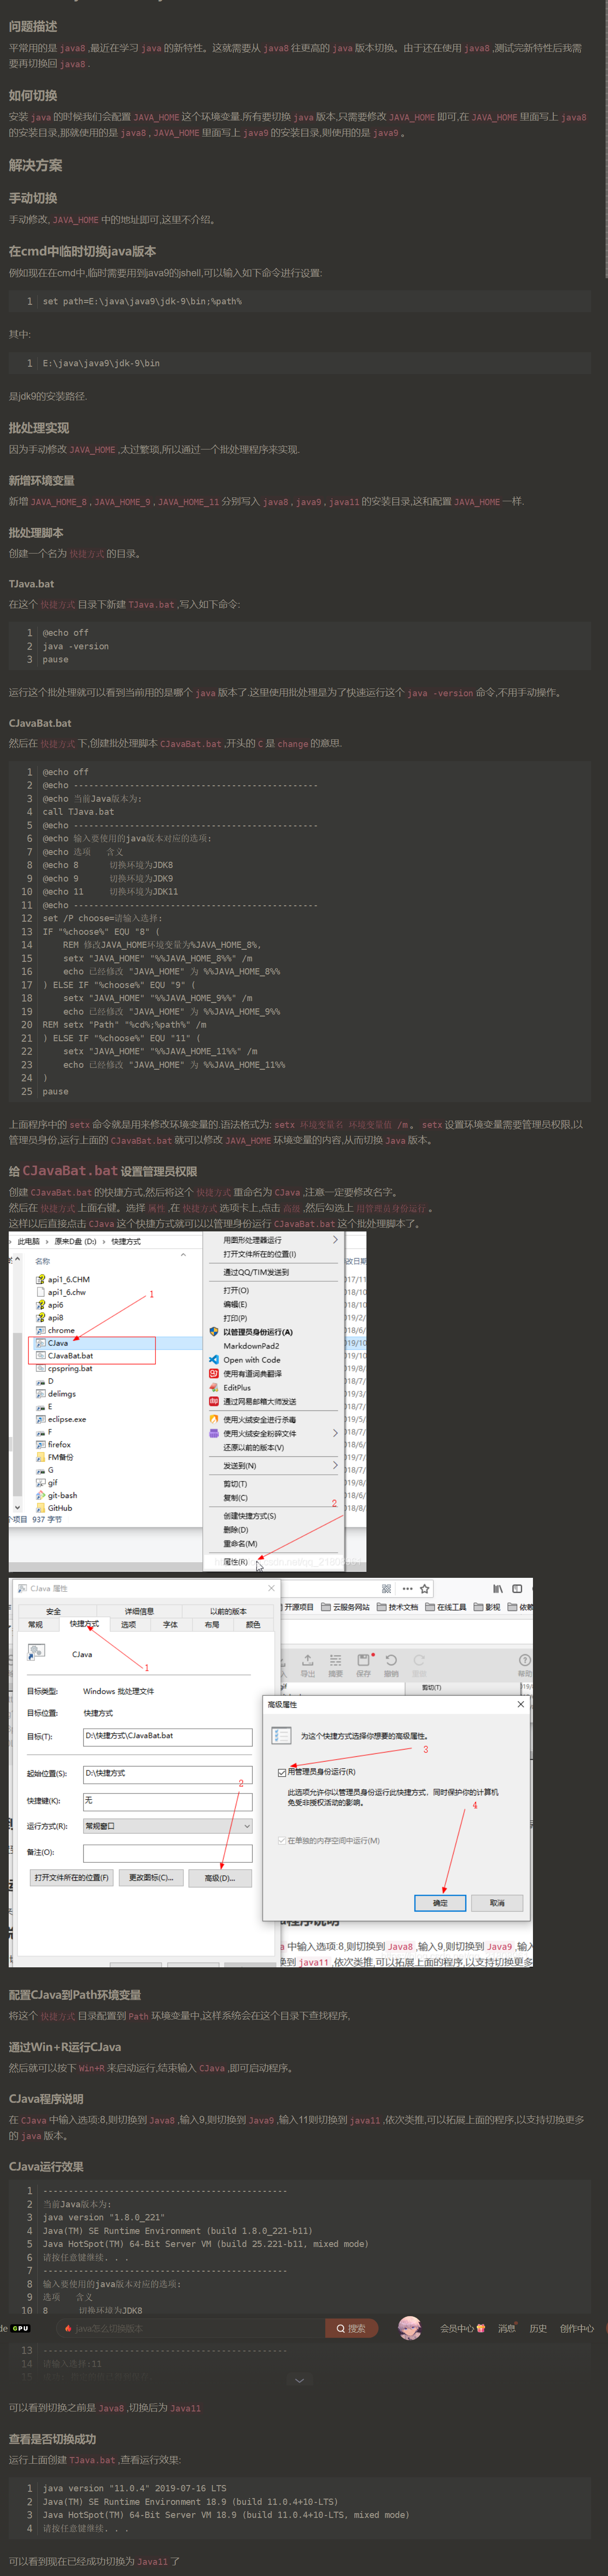 问题描述
平常用的是 java8 ,最近在学习 java 的新特性。这就需要从 java8 往更高的 java 版本切换。由于还在使用 java8 ,测试完新特性后我需
要再切换回 java8 .
如何切换
安装 java 的时候我们会配置 JAVA_HOME 这个环境变量.所有要切换 java 版本,只需要修改 JAVA_HOME 即可,在 JAVA_HOME 里面写上 java8
的安装目录,那就使用的是 java8 , JAVA_HOME 里面写上 java9 的安装目录,则使用的是 java9 。
解决方案
手动切换
手动修改, JAVA_HOME 中的地址即可,这里不介绍。
在cmd中临时切换java版本
例如现在在cmd中,临时需要用到java9的jshell,可以输入如下命令进行设置:
1 set path=E:\java\java9\jdk-9\bin;%path%
其中:
1 E:\java\java9\jdk-9\bin
是jdk9的安装路径.
批处理实现
因为手动修改 JAVA_HOME ,太过繁琐,所以通过一个批处理程序来实现.
新增环境变量
新增 JAVA_HOME_8 , JAVA_HOME_9 , JAVA_HOME_11 分别写入 java8 , java9 , java11 的安装目录,这和配置 JAVA_HOME 一样.
批处理脚本
创建一个名为 快捷方式 的目录。
TJava.bat
在这个 快捷方式 目录下新建 TJava.bat ,写入如下命令:
1 @echo off
2 java -version
3 pause
运行这个批处理就可以看到当前用的是哪个 java 版本了.这里使用批处理是为了快速运行这个 java -version 命令,不用手动操作。
CJavaBat.bat
然后在 快捷方式 下,创建批处理脚本 CJavaBat.bat ,开头的 C 是 change 的意思.
1 @echo off
2 @echo ------------------------------------------------
3 @echo 当前Java版本为:
4 call TJava.bat
5 @echo ------------------------------------------------
6 @echo 输入要使用的java版本对应的选项:
7 @echo 选项 含义
8 @echo 8 切换环境为JDK8
9 @echo 9 切换环境为JDK9
10 @echo 11 切换环境为JDK11
11 @echo ------------------------------------------------
12 set /P choose=请输入选择:
13 IF "%choose%" EQU "8" (
14 REM 修改JAVA_HOME环境变量为%JAVA_HOME_8%,
15 setx "JAVA_HOME" "%%JAVA_HOME_8%%" /m
16 echo 已经修改 "JAVA_HOME" 为 %%JAVA_HOME_8%%
17 ) ELSE IF "%choose%" EQU "9" (
18 setx "JAVA_HOME" "%%JAVA_HOME_9%%" /m
19 echo 已经修改 "JAVA_HOME" 为 %%JAVA_HOME_9%%
20 REM setx "Path" "%cd%;%path%" /m
21 ) ELSE IF "%choose%" EQU "11" (
22 setx "JAVA_HOME" "%%JAVA_HOME_11%%" /m
23 echo 已经修改 "JAVA_HOME" 为 %%JAVA_HOME_11%%
24 )
25 pause
上面程序中的 setx 命令就是用来修改环境变量的.语法格式为: setx 环境变量名 环境变量值 /m 。 setx 设置环境变量需要管理员权限,以
管理员身份,运行上面的 CJavaBat.bat 就可以修改 JAVA_HOME 环境变量的内容,从而切换 Java 版本。
给 CJavaBat.bat 设置管理员权限
创建 CJavaBat.bat 的快捷方式,然后将这个 快捷方式 重命名为 CJava ,注意一定要修改名字。
然后在 快捷方式 上面右键。选择 属性 ,在 快捷方式 选项卡上,点击 高级 ,然后勾选上 用管理员身份运行 。
这样以后直接点击 CJava 这个快捷方式就可以以管理身份运行 CJavaBat.bat 这个批处理脚本了。
此电脑 > 原来D盘 (D:) > 快捷方式
名称
api1_6.CHM
api1_6.chw
api6
api8
chrome
CJava
CJavaBat.bat
cpspring.bat
D
delimgs
E
eclipse.exe
F
firefox
FM备份
G
gif
git-bash
GitHub
个项目 937 字节
1
用图形处理器运行
打开文件所在的位置(I)
通过QQ/TIM发送到
打开(O)
编辑(E)
打印(P)
以管理员身份运行(A)
MarkdownPad2
Open with Code
使用有道词典翻译
EditPlus
通过网易邮箱大师发送
使用火绒安全进行杀毒
使用火绒安全粉碎文件
还原以前的版本(V)
发送到(N)
剪切(T)
复制(C)
创建快捷方式(S)
删除(D)
重命名(M)
属性(R)
2
CJava 属性
安全 详细信息 以前的版本
常规 快捷方式 选项 字体 布局 颜色
CJava
1
目标类型: Windows 批处理文件
目标位置: 快捷方式
目标(T): D:\快捷方式\CJavaBat.bat
起始位置(S): D:\快捷方式
快捷键(K): 无
运行方式(R): 常规窗口
备注(O):
打开文件所在的位置(F) 更改图标(C)... 高级(D)...
2
开源项目 云服务网站 技术文档 在线工具 影视 依赖
导出 摘要 保存 撤销 重做 帮助
剪切(T)
高级属性
为这个快捷方式选择你想要的高级属性。
用管理员身份运行(R)
3
此选项允许你以管理员身份运行此快捷方式，同时保护你的计算机
免受非授权活动的影响。
4
在单独的内存空间中运行(M)
确定 取消
程序说明
中输入选项:8,则切换到 Java8 ,输入9,则切换到 Java9 ,输入
换到 java11 ,依次类推,可以拓展上面的程序,以支持切换更多
配置CJava到Path环境变量
将这个 快捷方式 目录配置到 Path 环境变量中,这样系统会在这个目录下查找程序,
通过Win+R运行CJava
然后就可以按下 Win+R 来启动运行,结束输入 CJava ,即可启动程序。
CJava程序说明
在 CJava 中输入选项:8,则切换到 Java8 ,输入9,则切换到 Java9 ,输入11则切换到 java11 ,依次类推,可以拓展上面的程序,以支持切换更多
的 java 版本。
CJava运行效果
1 ------------------------------------------------
2 当前Java版本为:
3 java version "1.8.0_221"
4 Java(TM) SE Runtime Environment (build 1.8.0_221-b11)
5 Java HotSpot(TM) 64-Bit Server VM (build 25.221-b11, mixed mode)
6 请按任意键继续. . .
7 ------------------------------------------------
8 输入要使用的java版本对应的选项:
9 选项 含义
10 8 切换环境为JDK8
de GPU java怎么切换版本 搜索 会员中心 消息 历史 创作中心
13 ------------------------------------------------
14 请输入选择:11
可以看到切换之前是 Java8 ,切换后为 Java11
查看是否切换成功
运行上面创建 TJava.bat ,查看运行效果:
1 java version "11.0.4" 2019-07-16 LTS
2 Java(TM) SE Runtime Environment 18.9 (build 11.0.4+10-LTS)
3 Java HotSpot(TM) 64-Bit Server VM 18.9 (build 11.0.4+10-LTS, mixed mode)
4 请按任意键继续. . .
可以看到现在已经成功切换为 Java11 了